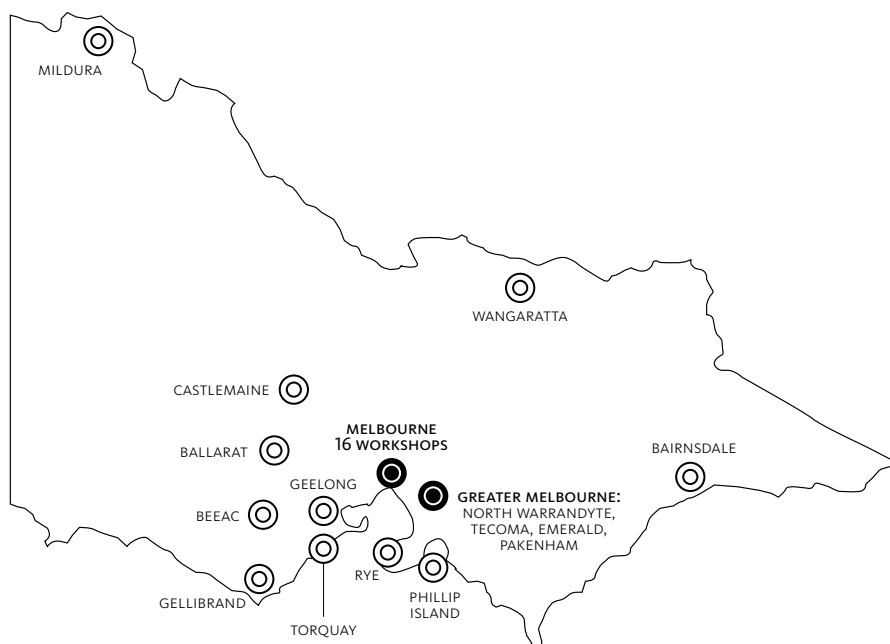 MILDURA
WANGARATTA
CASTLEMAINE
MELBOURNE
16 WORKSHOPS
BALLARAT
BAIRNSDALE
GEELONG
GREATER MELBOURNE:
NORTH WARRANDYTE,
TECOMA, EMERALD,
PAKENHAM
BEEAC
RYE
PHILLIP
ISLAND
GELLIBRAND
TORQUAY